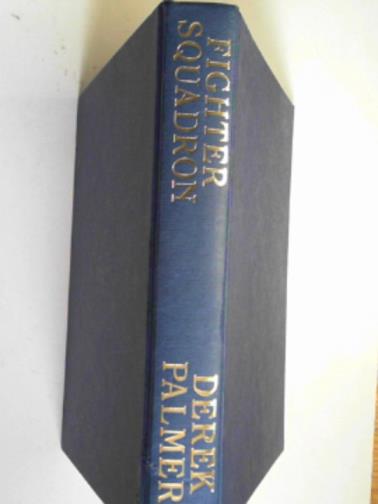 FIGHTER
SQUADRON
DEREK
PALMER